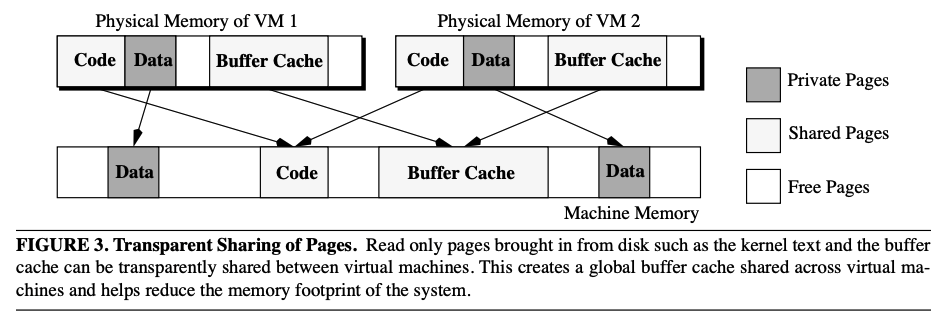 Physical Memory of VM 1
Physical Memory of VM 2
Code Data Buffer Cache
Code Data Buffer Cache
Private Pages
Shared Pages
Free Pages
Data Code Buffer Cache Data
Machine Memory
FIGURE 3. Transparent Sharing of Pages. Read only pages brought in from disk such as the kernel text and the buffer
cache can be transparently shared between virtual machines. This creates a global buffer cache shared across virtual ma-
chines and helps reduce the memory footprint of the system.